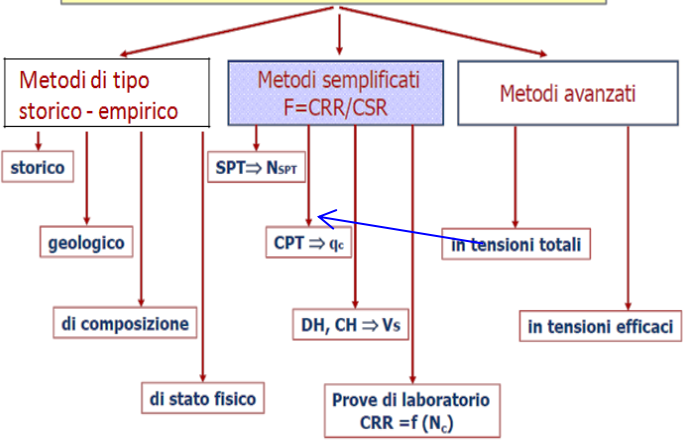 Metodi di tipo
storico - empirico
Metodi semplificati
F=CRR/CSR
Metodi avanzati
storico
SPT⇒ NSPT
geologico
CPT ⇒ qc
in tensioni totali
di composizione
DH, CH ⇒ VS
in tensioni efficaci
di stato fisico
Prove di laboratorio
CRR =f (Nc)